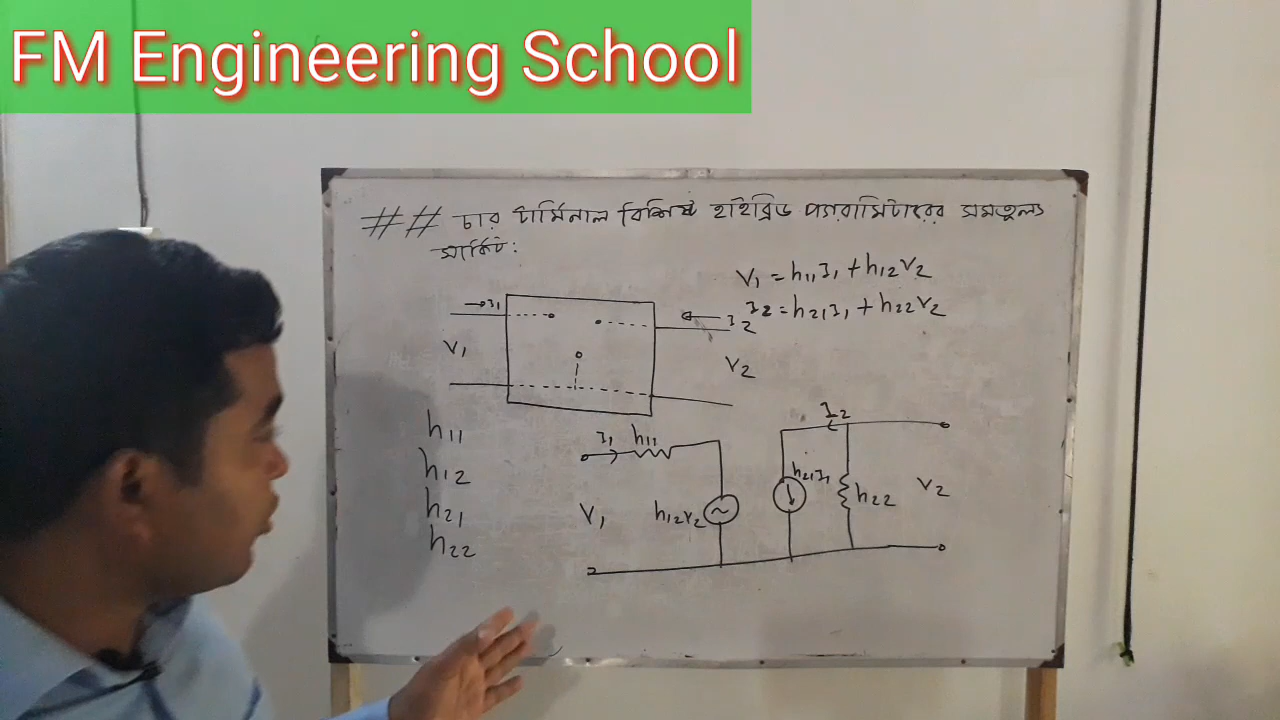 FM Engineering School
## চার টার্মিনাল বিশিষ্ট হাইব্রিড প্যারামিটারের সমতুল্য
সার্কিট:
V₁ = h₁₁I₁ + h₁₂V₂
I₂ = h₂₁I₁ + h₂₂V₂
I₁
I₂
V₁
V₂
h₁₁
h₁₂
h₂₁
h₂₂
I₁
h₁₁
V₁
h₁₂V₂
I₂
h₂₁I₁
h₂₂
V₂